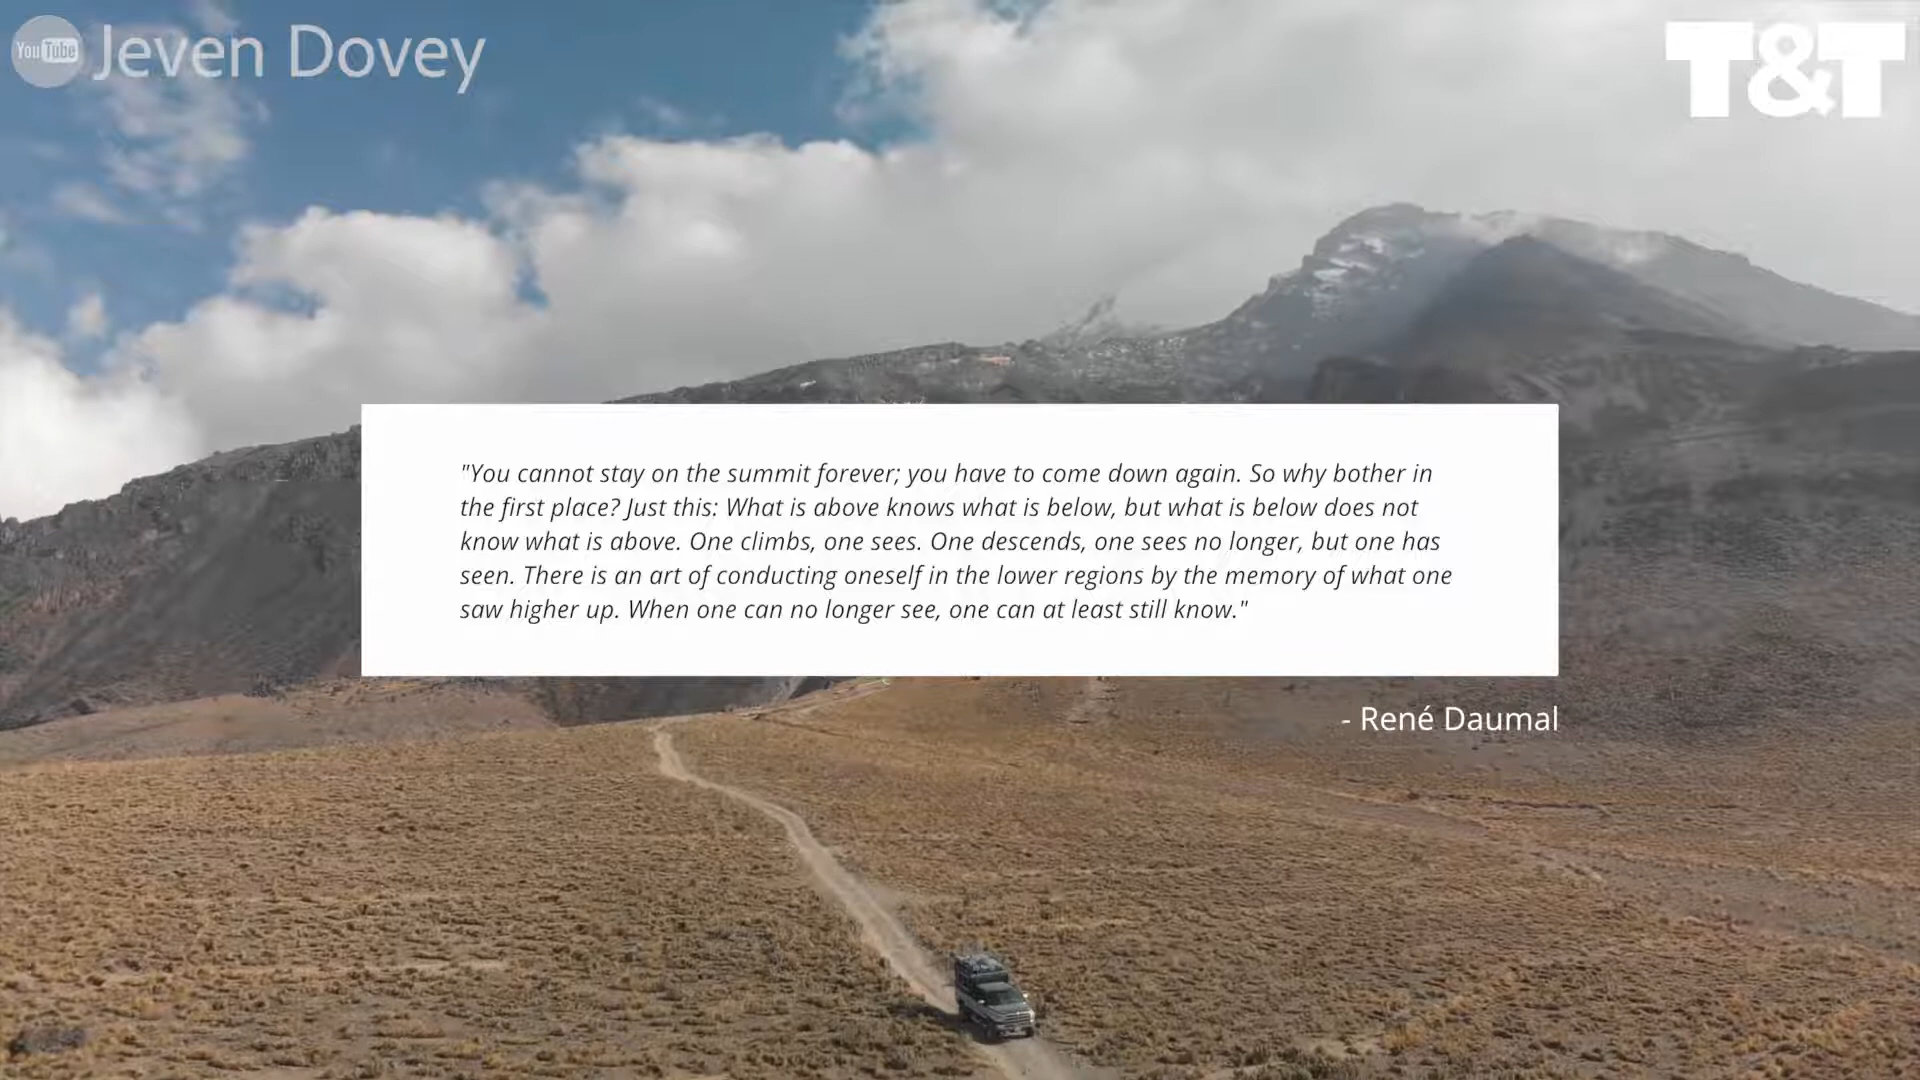 YouTube Jeven Dovey
T&T
"You cannot stay on the summit forever; you have to come down again. So why bother in
the first place? Just this: What is above knows what is below, but what is below does not
know what is above. One climbs, one sees. One descends, one sees no longer, but one has
seen. There is an art of conducting oneself in the lower regions by the memory of what one
saw higher up. When one can no longer see, one can at least still know."
- René Daumal